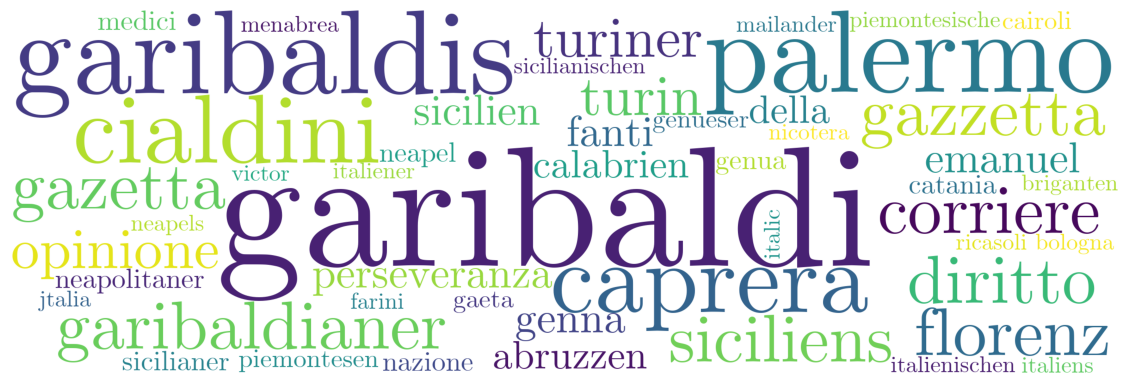 medici menabrea mailander piemontesische cairoli
garibaldis turiner palermo
sicilianischen
cialdini sicilien turin della gazzetta
fanti genueser nicotera
neapel calabrien genua emanuel
gazetta victor italiener garibaldi catania briganten
neapels corriere
opinione italic ricasoli bologna
neapolitaner perseveranza caprera diritto
jtalia farini gaeta
garibaldianer genna siciliens florenz
sicilianer piemontesen nazione abruzzen italienischen italiens